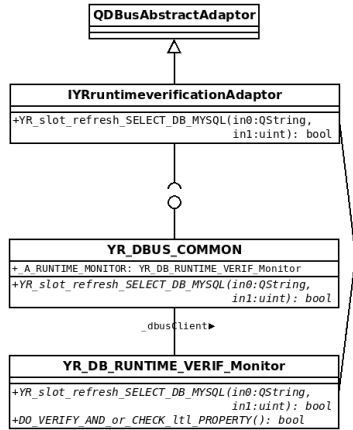 QDBusAbstractAdaptor
IYRruntimeverificationAdaptor
+YR_slot_refresh_SELECT_DB_MYSQL(in0:QString,
in1:uint): bool
YR_DBUS_COMMON
+_A_RUNTIME_MONITOR: YR_DB_RUNTIME_VERIF_Monitor
+YR_slot_refresh_SELECT_DB_MYSQL(in0:QString,
in1:uint): bool
_dbusClient▶
YR_DB_RUNTIME_VERIF_Monitor
+YR_slot_refresh_SELECT_DB_MYSQL(in0:QString,
in1:uint): bool
+DO_VERIFY_AND_or_CHECK_ltl_PROPERTY(): bool